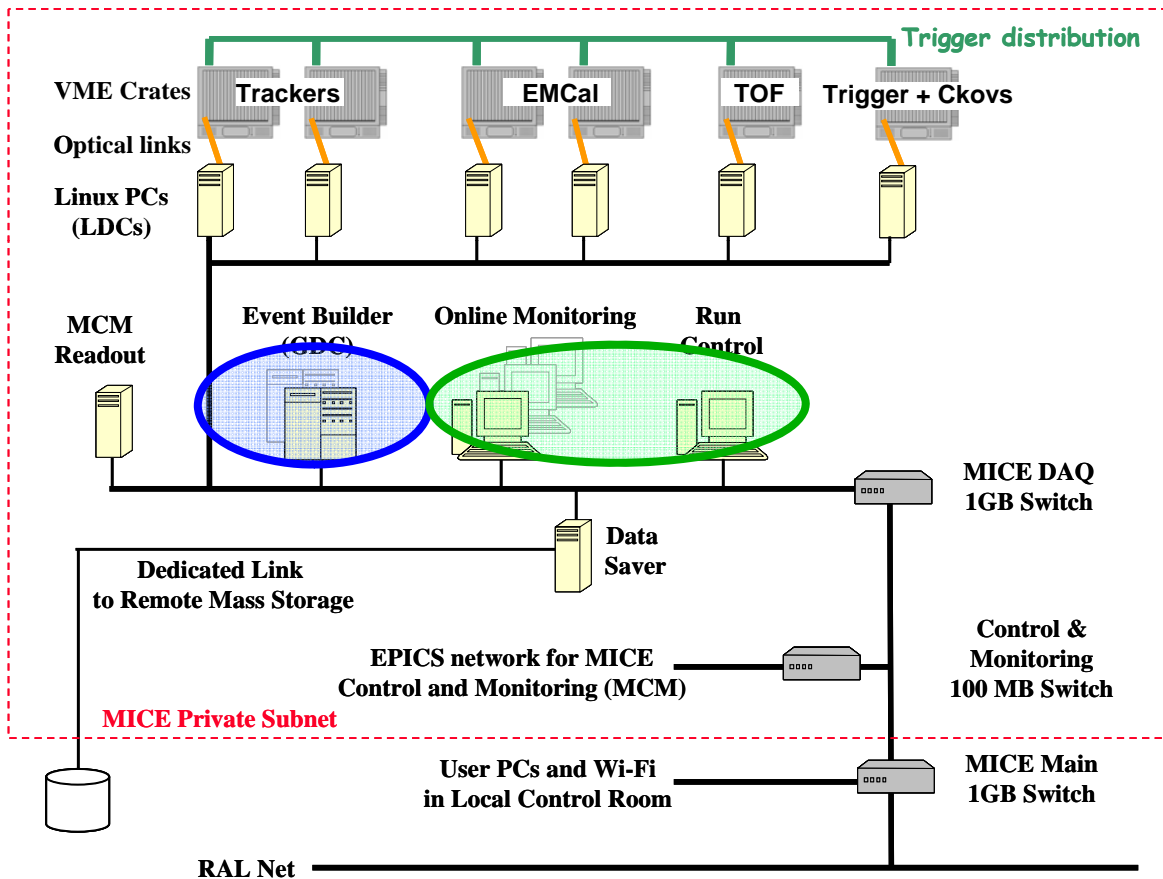 Trigger distribution
VME Crates
Trackers
EMCal
TOF
Trigger + Ckovs
Optical links
Linux PCs
(LDCs)
MCM
Readout
Event Builder
(GDC)
Online Monitoring
Run
Control
MICE DAQ
1GB Switch
Data
Saver
Dedicated Link
to Remote Mass Storage
EPICS network for MICE
Control and Monitoring (MCM)
Control &
Monitoring
100 MB Switch
MICE Private Subnet
User PCs and Wi-Fi
in Local Control Room
MICE Main
1GB Switch
RAL Net